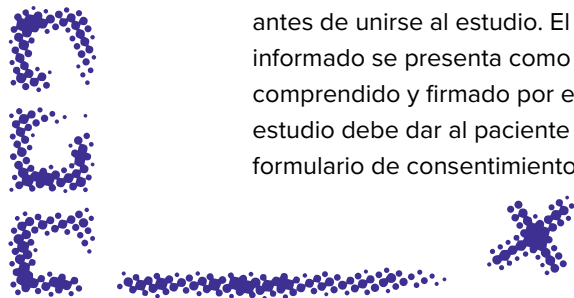 antes de unirse al estudio. El
informado se presenta como
comprendido y firmado por e
estudio debe dar al paciente
formulario de consentimiento